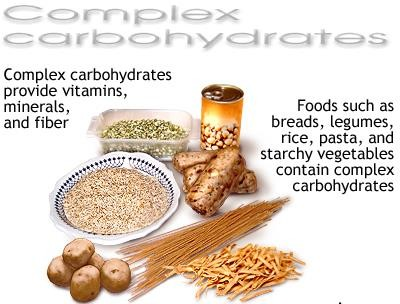 Complex
carbohydrates
Complex carbohydrates
provide vitamins,
minerals,
and fiber
Foods such as
breads, legumes,
rice, pasta, and
starchy vegetables
contain complex
carbohydrates